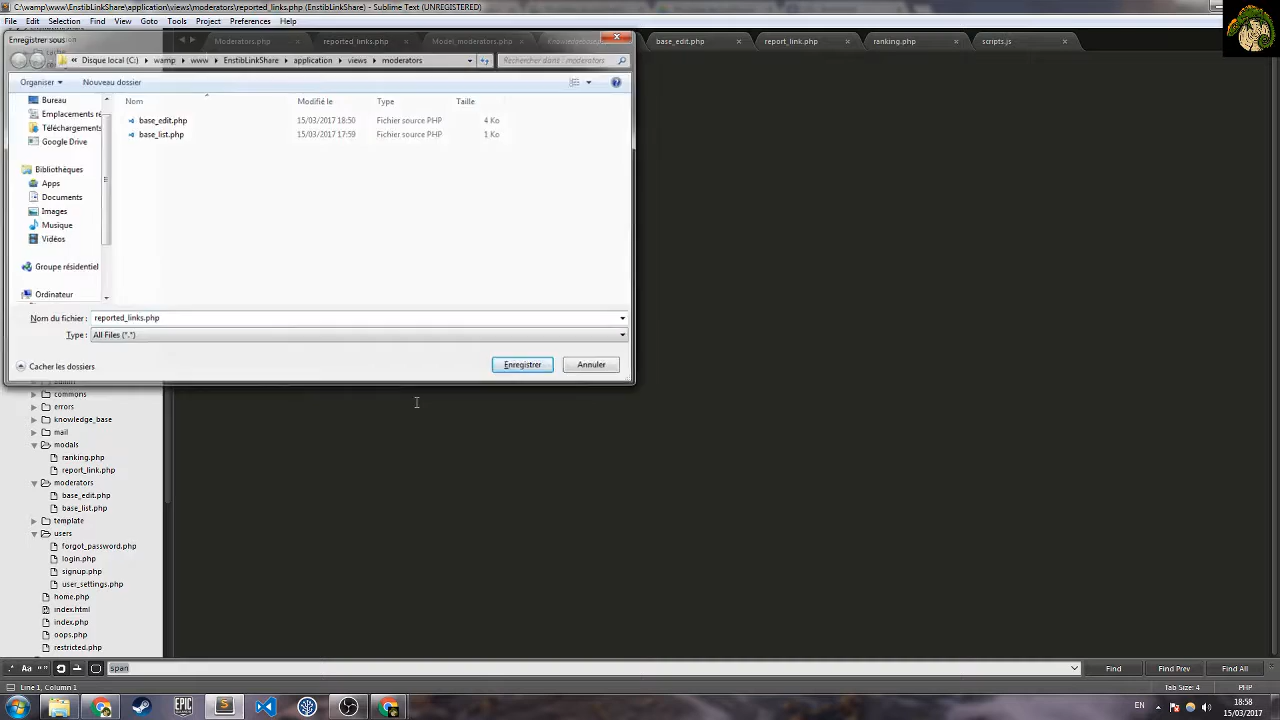 C:\wamp\www\EnstibLinkShare\application\views\moderators\reported_links.php (EnstibLinkShare) - Sublime Text (UNREGISTERED)
File Edit Selection Find View Goto Tools Project Preferences Help
Enregistrer sous
Moderators.php × reported_links.php × Model_moderators.php × base_edit.php × report_link.php × ranking.php × scripts.js ×
« Disque local (C:) ▸ wamp ▸ www ▸ EnstibLinkShare ▸ application ▸ views ▸ moderators
Rechercher dans : moderators
Organiser Nouveau dossier
Nom Modifié le Type Taille
Bureau
Emplacements ré
Téléchargements
Google Drive
Bibliothèques
Apps
Documents
Images
Musique
Vidéos
Groupe résidentiel
Ordinateur
base_edit.php 15/03/2017 18:50 Fichier source PHP 4 Ko
base_list.php 15/03/2017 17:59 Fichier source PHP 1 Ko
Nom du fichier : reported_links.php
Type : All Files (*.*)
Cacher les dossiers Enregistrer Annuler
commons
errors
knowledge_base
mail
modals
ranking.php
report_link.php
moderators
base_edit.php
base_list.php
template
users
forgot_password.php
login.php
signup.php
user_settings.php
home.php
index.html
index.php
oops.php
restricted.php
.* Aa "" span Find Find Prev Find All
Line 1, Column 1 Tab Size: 4 PHP
EPIC GAMES
EN 18:58
15/03/2017